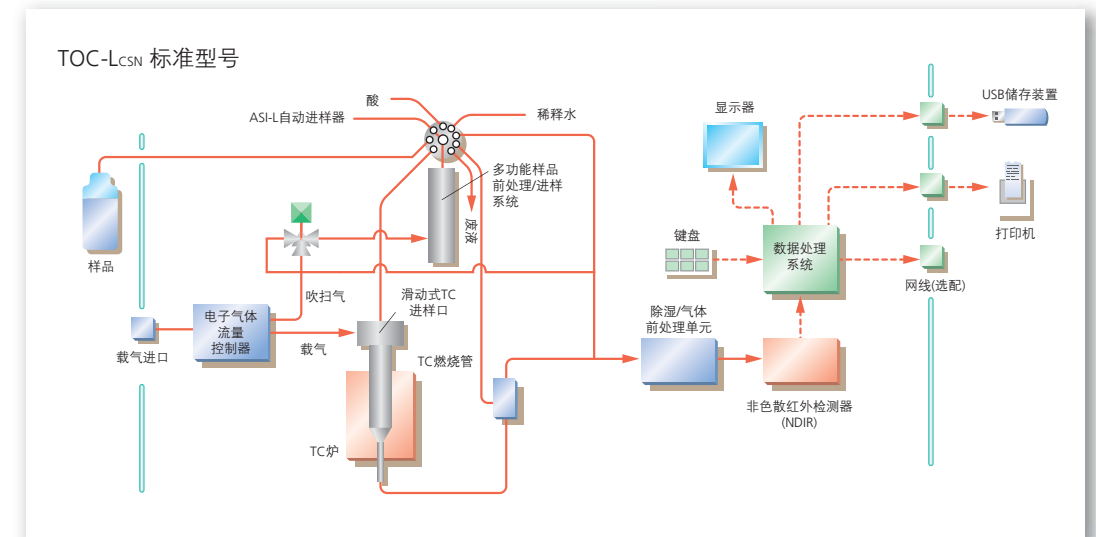 TOC-LCSN 标准型号
酸
ASI-L自动进样器
稀释水
多功能样品
前处理/进样
系统
废液
样品
吹扫气
滑动式TC
进样口
电子气体
流量
控制器
载气进口
载气
TC燃烧管
TC炉
显示器
键盘
数据处理
系统
除湿/气体
前处理单元
非色散红外检测器
(NDIR)
USB储存装置
打印机
网线(选配)